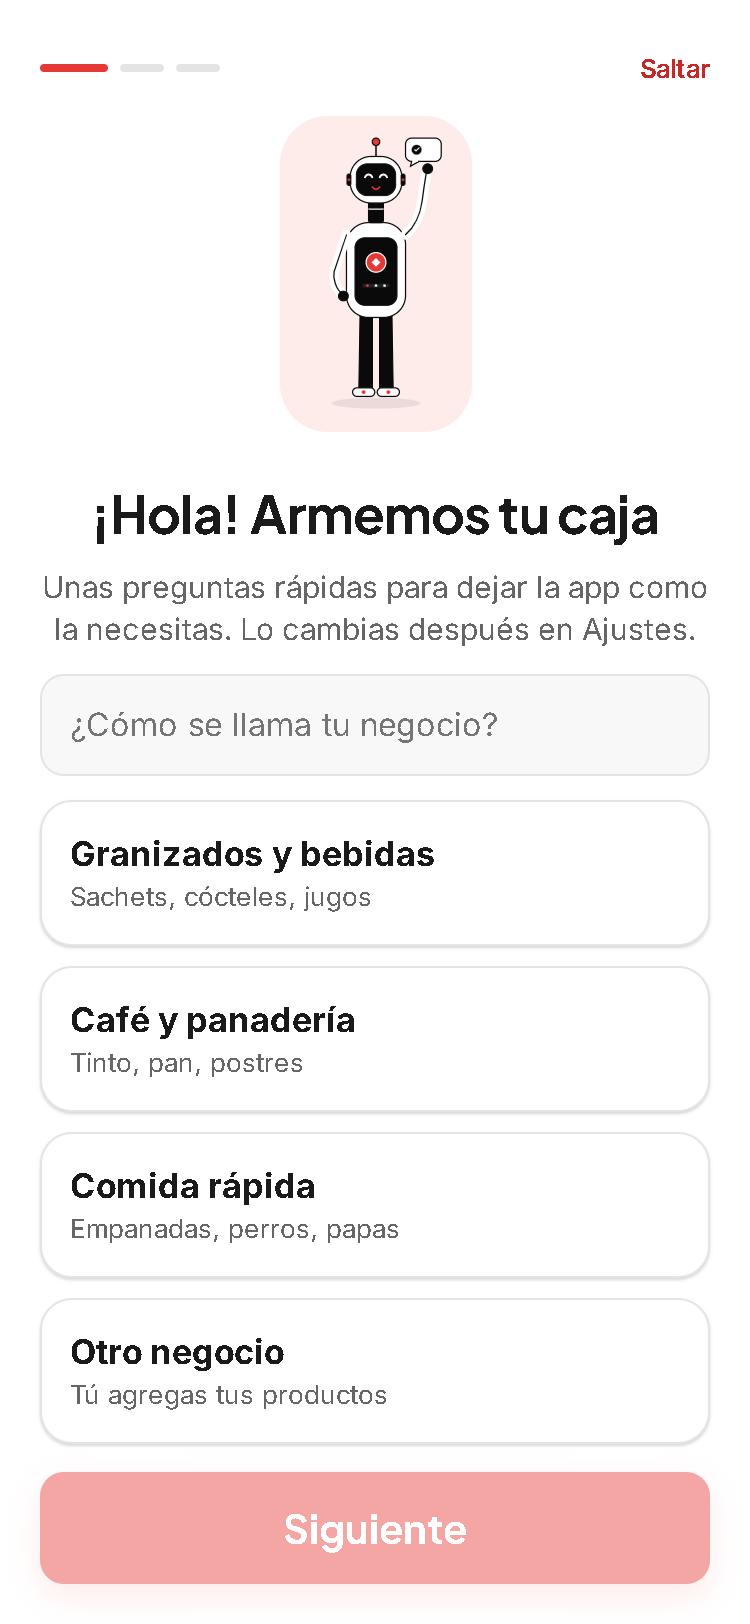 Saltar
¡Hola! Armemos tu caja
Unas preguntas rápidas para dejar la app como
la necesitas. Lo cambias después en Ajustes.
¿Cómo se llama tu negocio?
Granizados y bebidas
Sachets, cócteles, jugos
Café y panadería
Tinto, pan, postres
Comida rápida
Empanadas, perros, papas
Otro negocio
Tú agregas tus productos
Siguiente